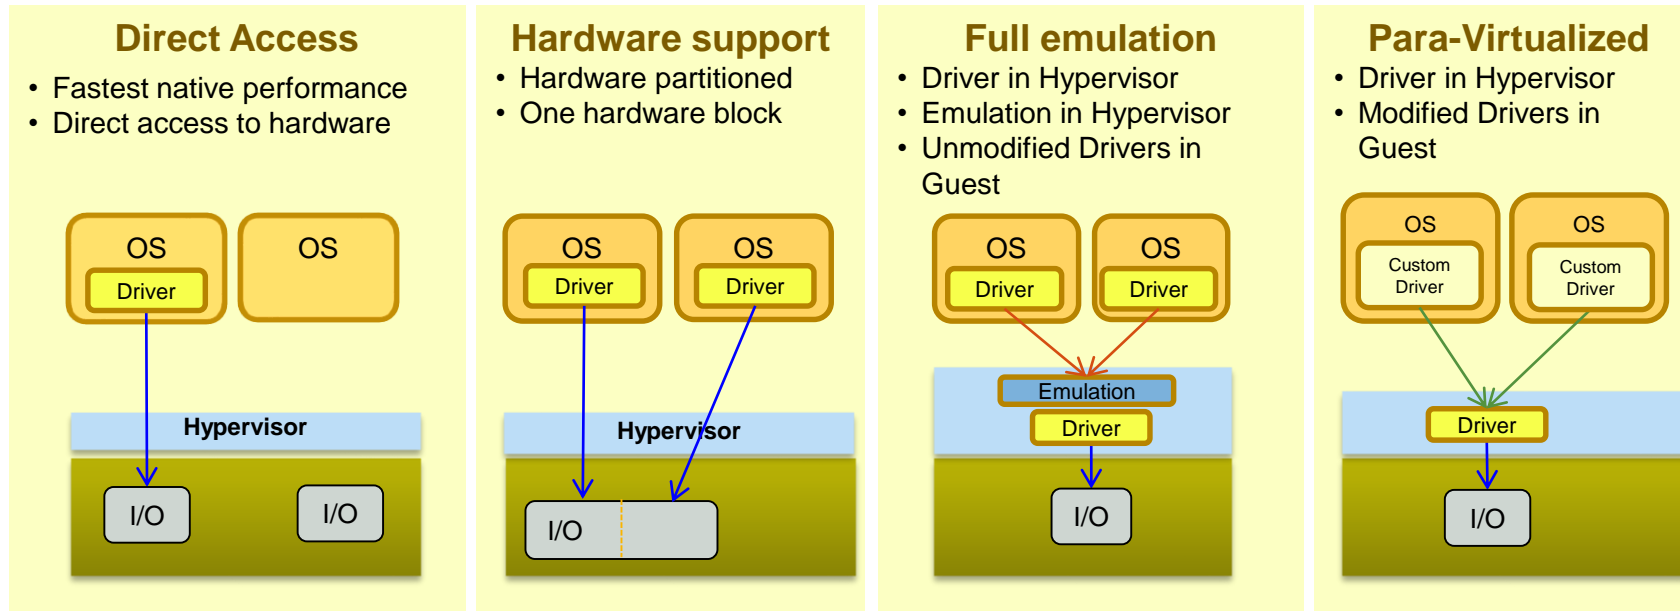 Direct Access
• Fastest native performance
• Direct access to hardware
OS
OS
Driver
Hypervisor
I/O
I/O
Hardware support
• Hardware partitioned
• One hardware block
OS
OS
Driver
Driver
Hypervisor
I/O
Full emulation
• Driver in Hypervisor
• Emulation in Hypervisor
• Unmodified Drivers in
Guest
OS
OS
Driver
Driver
Emulation
Driver
I/O
Para-Virtualized
• Driver in Hypervisor
• Modified Drivers in
Guest
OS
OS
Custom
Driver
Custom
Driver
Driver
I/O